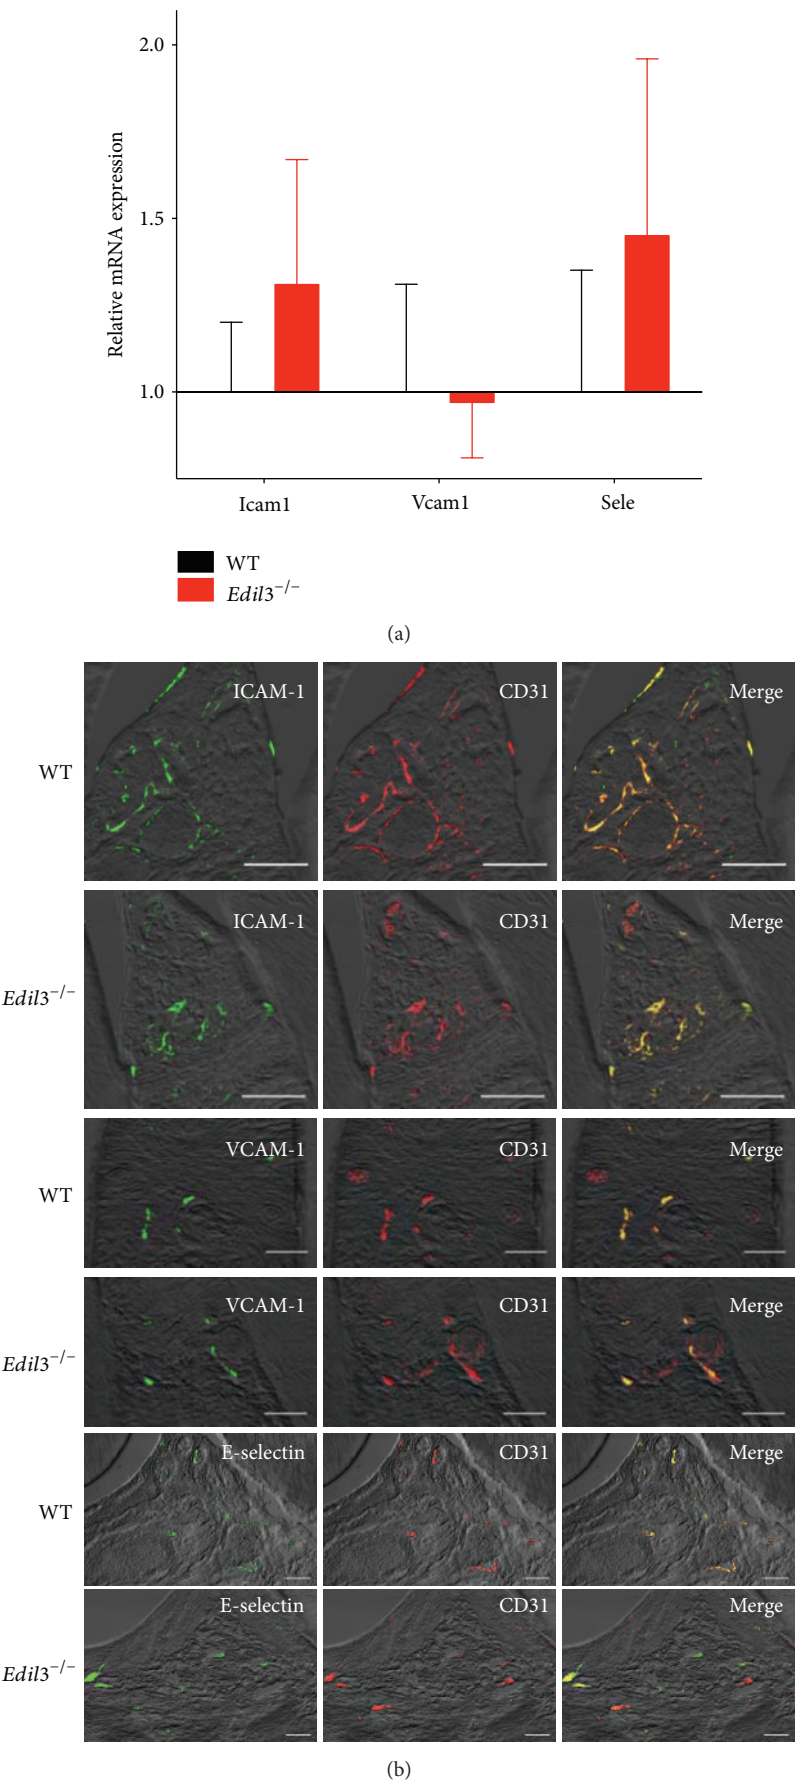 2.0
1.5
1.0
Relative mRNA expression
Icam1 Vcam1 Sele
WT
Edil3−/−
(a)
ICAM-1 CD31 Merge
WT
ICAM-1 CD31 Merge
Edil3−/−
VCAM-1 CD31 Merge
WT
VCAM-1 CD31 Merge
Edil3−/−
E-selectin CD31 Merge
WT
E-selectin CD31 Merge
Edil3−/−
(b)